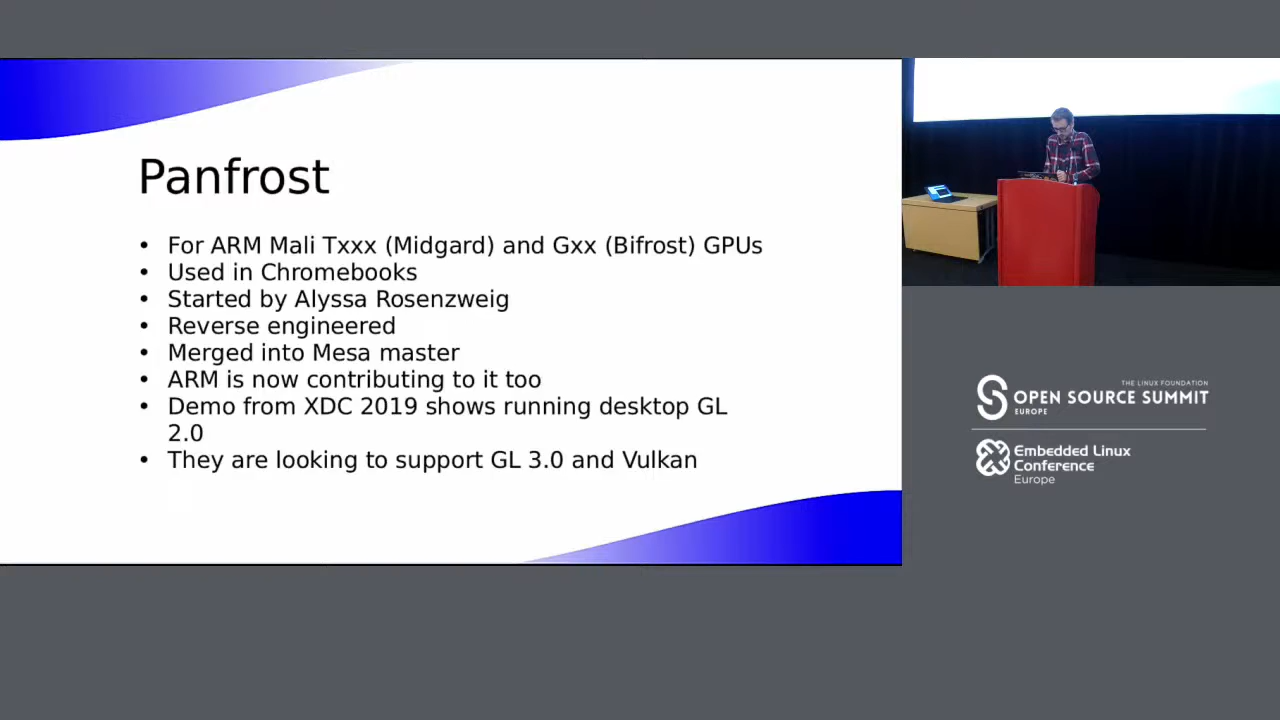 Panfrost
• For ARM Mali Txxx (Midgard) and Gxx (Bifrost) GPUs
• Used in Chromebooks
• Started by Alyssa Rosenzweig
• Reverse engineered
• Merged into Mesa master
• ARM is now contributing to it too
• Demo from XDC 2019 shows running desktop GL
2.0
• They are looking to support GL 3.0 and Vulkan
THE LINUX FOUNDATION
OPEN SOURCE SUMMIT
EUROPE
Embedded Linux
Conference
Europe